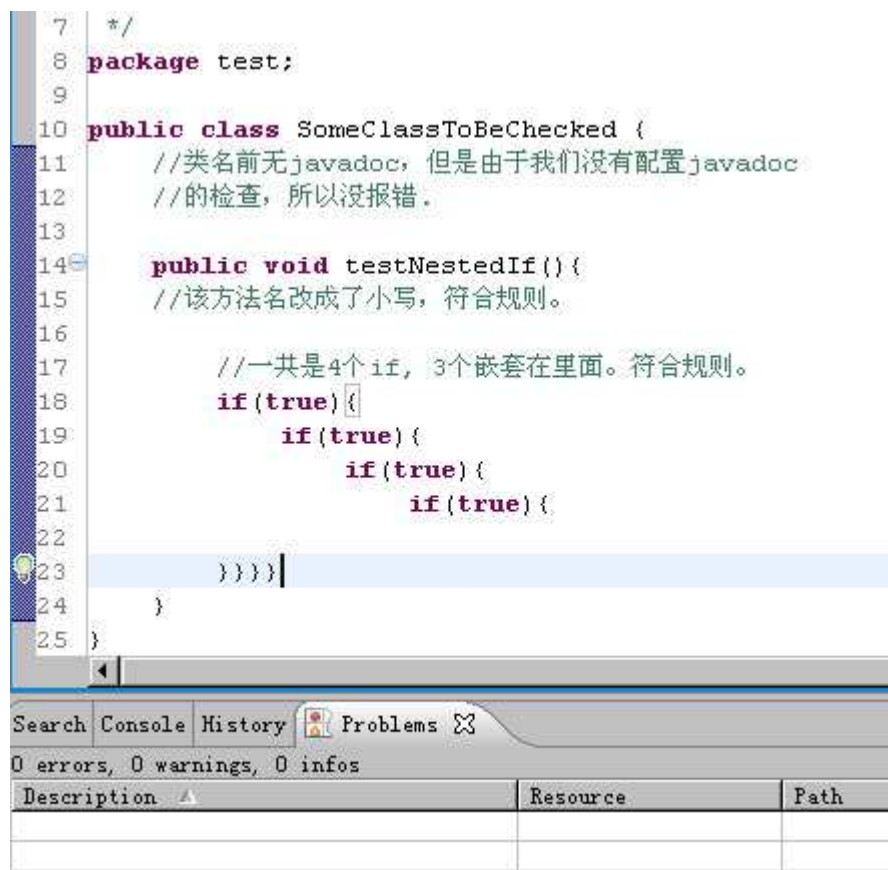 7 */
8 package test;
9
10 public class SomeClassToBeChecked {
11 //类名前无javadoc，但是由于我们没有配置javadoc
12 //的检查，所以没报错.
13
14 public void testNestedIf(){
15 //该方法名改成了小写，符合规则。
16
17 //一共是4个if, 3个嵌套在里面。符合规则。
18 if(true){
19 if(true){
20 if(true){
21 if(true){
22
23 }}}}
24 }
25 }
Search Console History Problems
0 errors, 0 warnings, 0 infos
Description Resource Path